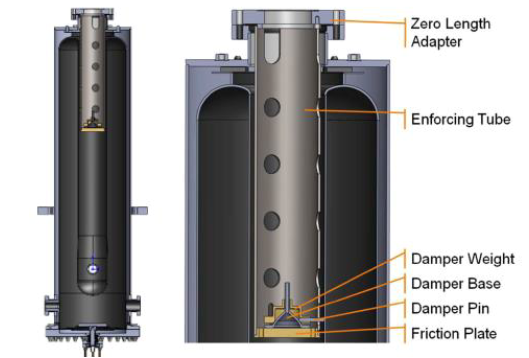 Zero Length
Adapter
Enforcing Tube
Damper Weight
Damper Base
Damper Pin
Friction Plate